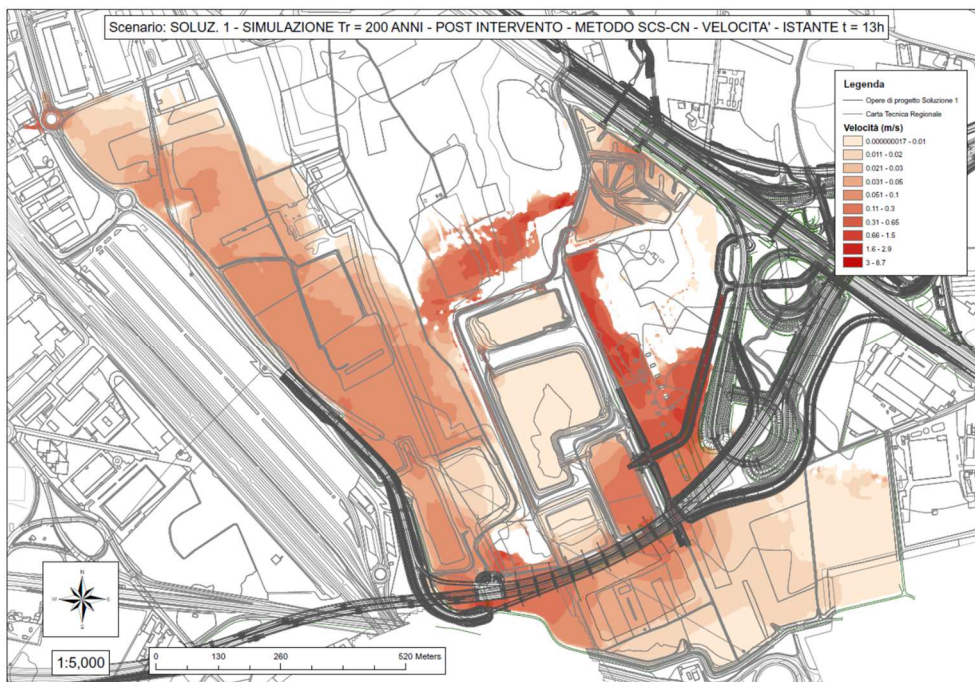 Scenario: SOLUZ. 1 - SIMULAZIONE Tr = 200 ANNI - POST INTERVENTO - METODO SCS-CN - VELOCITA' - ISTANTE t = 13h
Legenda
Opere di progetto Soluzione 1
Carta Tecnica Regionale
Velocità (m/s)
0.000000017 - 0.01
0.011 - 0.02
0.021 - 0.03
0.031 - 0.05
0.051 - 0.1
0.11 - 0.3
0.31 - 0.65
0.66 - 1.5
1.6 - 2.9
3 - 8.7
N
W E
S
1:5,000
0 130 260 520 Meters